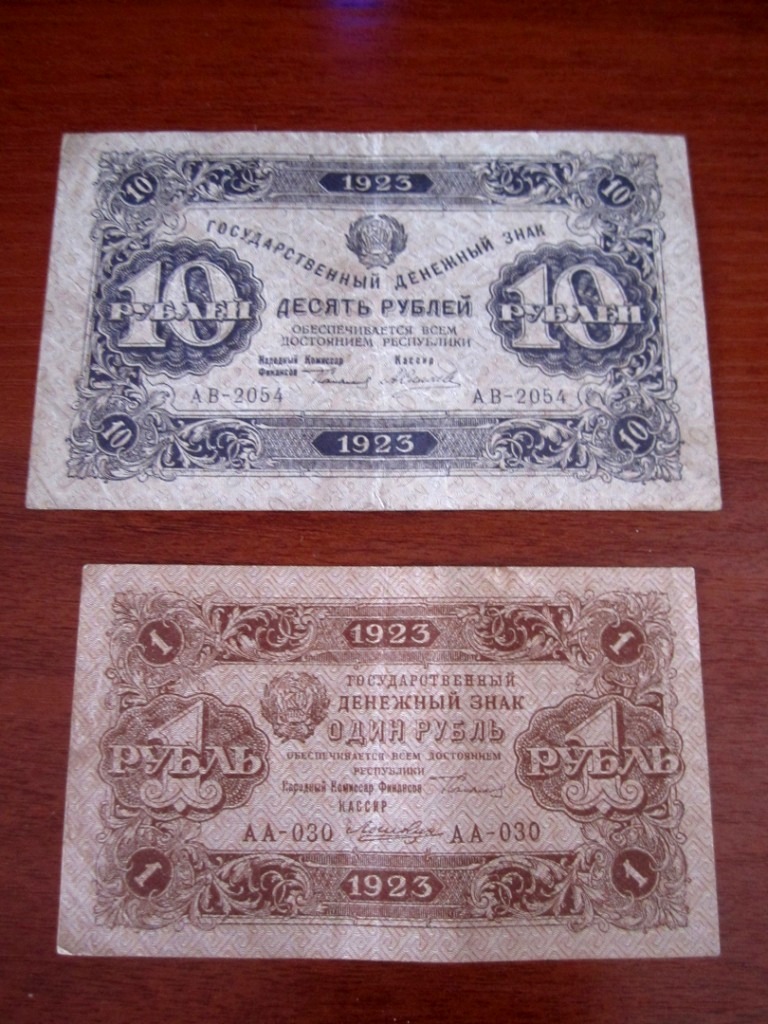 10 1923 10
ГОСУДАРСТВЕННЫЙ ДЕНЕЖНЫЙ ЗНАК
10 РУБЛЕЙ
ДЕСЯТЬ РУБЛЕЙ
10 РУБЛЕЙ
ОБЕСПЕЧИВАЕТСЯ ВСЕМ
ДОСТОЯНИЕМ РЕСПУБЛИКИ
Народный Комиссар
Финансов
Кассир
АВ-2054 АВ-2054
10 1923 10
1 1923 1
ГОСУДАРСТВЕННЫЙ
ДЕНЕЖНЫЙ ЗНАК
ОДИН РУБЛЬ
1 РУБЛЬ
1 РУБЛЬ
ОБЕСПЕЧИВАЕТСЯ ВСЕМ ДОСТОЯНИЕМ
РЕСПУБЛИКИ
Народный Комиссар Финансов
КАССИР
АА-030 АА-030
1 1923 1